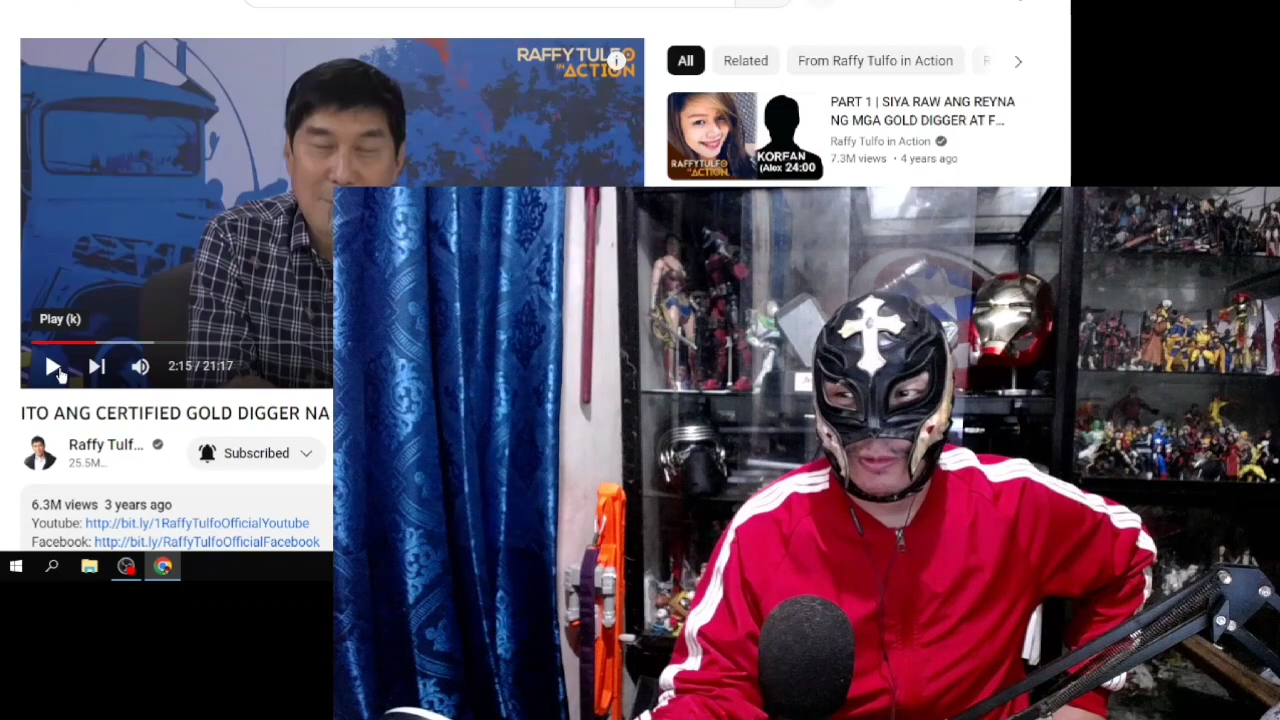 RAFFY TULFO
IN ACTION
i
Play (k)
2:15 / 21:17
ITO ANG CERTIFIED GOLD DIGGER NA
Raffy Tulf...
25.5M...
Subscribed
6.3M views 3 years ago
Youtube: http://bit.ly/1RaffyTulfoOfficialYoutube
Facebook: http://bit.ly/RaffyTulfoOfficialFacebook
All
Related
From Raffy Tulfo in Action
R
RAFFYTULFO
IN ACTION
KOREAN
(Alex 24:00
PART 1 | SIYA RAW ANG REYNA
NG MGA GOLD DIGGER AT F...
Raffy Tulfo in Action
7.3M views • 4 years ago